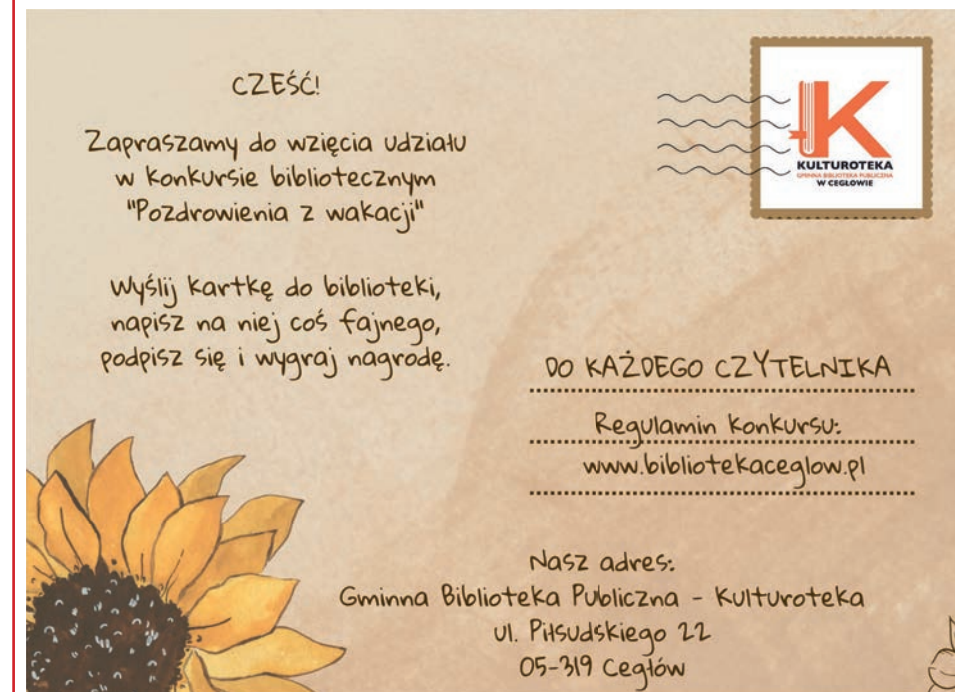 CZEŚĆ!
Zapraszamy do wzięcia udziału
w konkursie bibliotecznym
"Pozdrowienia z wakacji"
Wyślij kartkę do biblioteki,
napisz na niej coś fajnego,
podpisz się i wygraj nagrodę.
KULTUROTEKA
GMINNA BIBLIOTEKA PUBLICZNA
W CEGŁOWIE
DO KAŻDEGO CZYTELNIKA
Regulamin konkursu:
www.bibliotekaceglow.pl
Nasz adres:
Gminna Biblioteka Publiczna - Kulturoteka
ul. Piłsudskiego 22
05-319 Cegłów